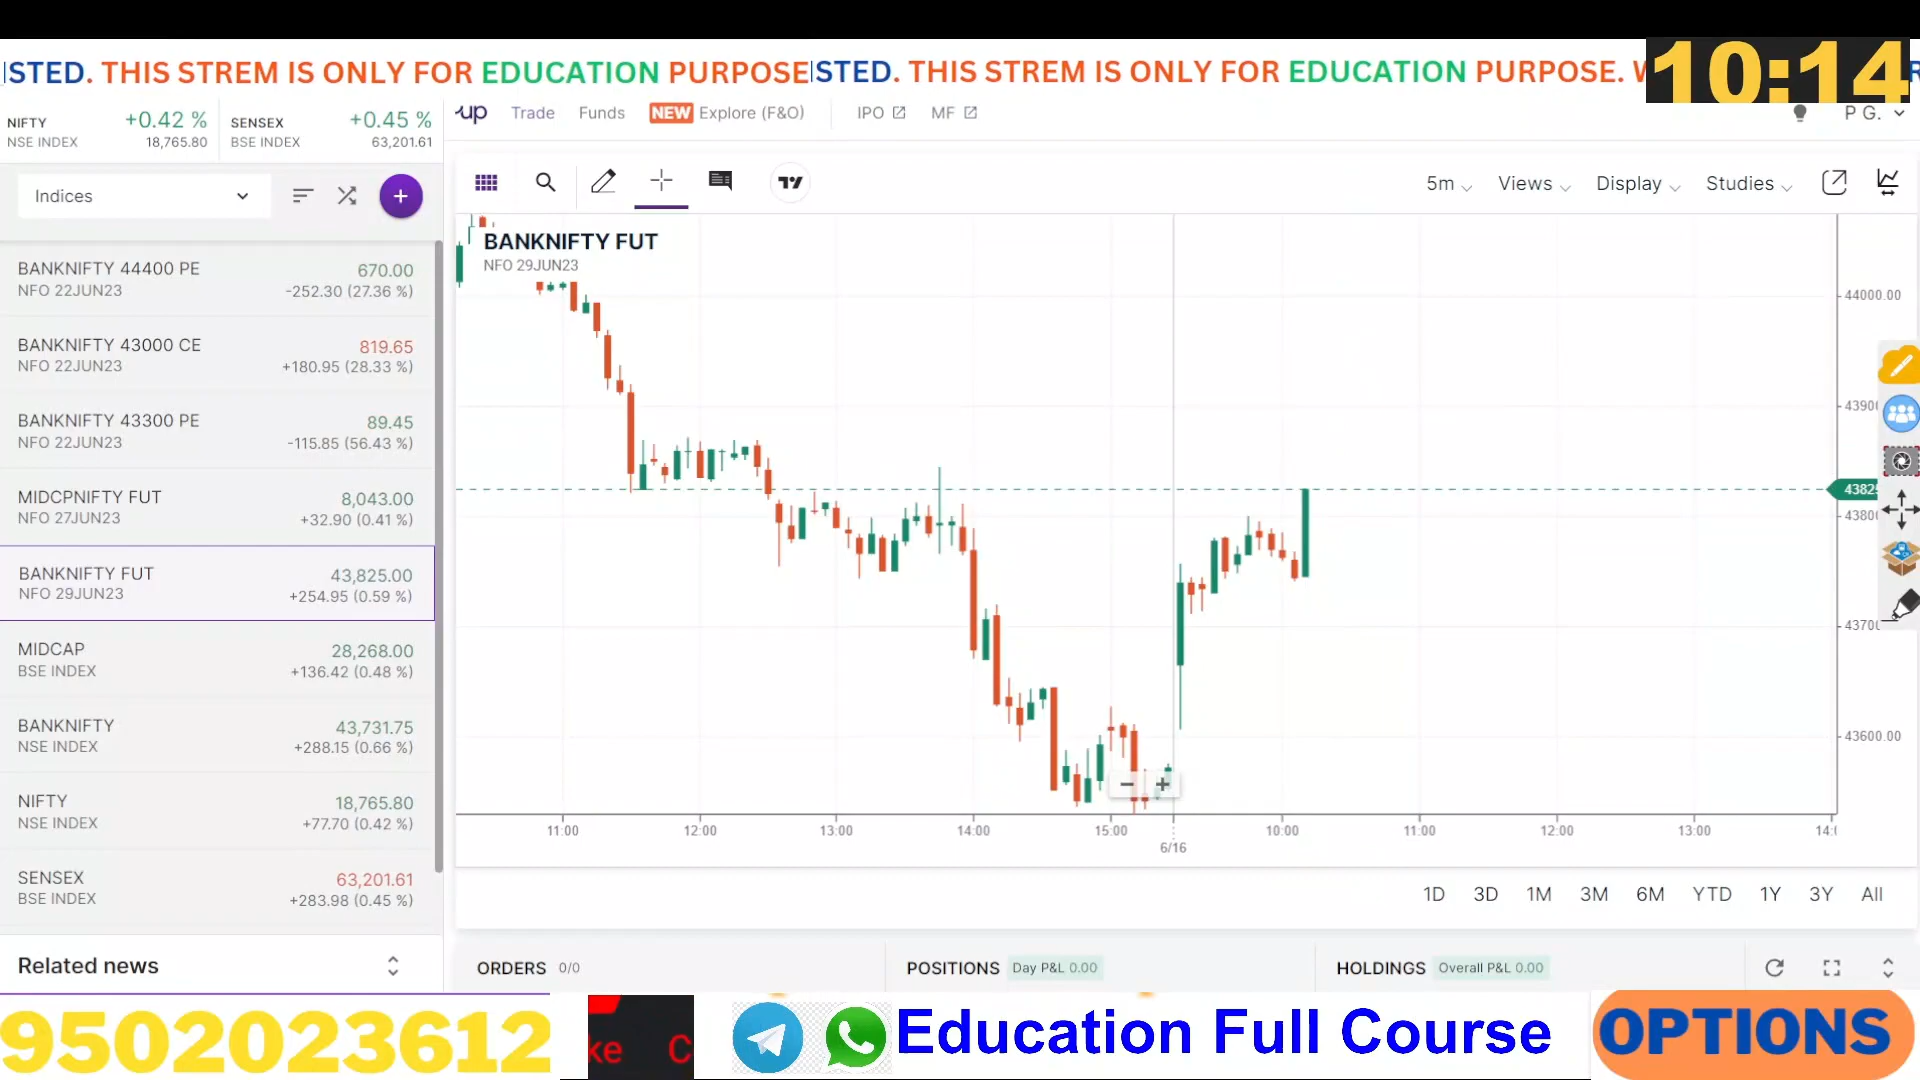 ISTED. THIS STREM IS ONLY FOR EDUCATION PURPOSE
ISTED. THIS STREM IS ONLY FOR EDUCATION PURPOSE.
10:14
NIFTY
NSE INDEX
+0.42 %
18,765.80
SENSEX
BSE INDEX
+0.45 %
63,201.61
up
Trade
Funds
NEW Explore (F&O)
IPO
MF
P G.
Indices
5m
Views
Display
Studies
BANKNIFTY 44400 PE
670.00
NFO 22JUN23
-252.30 (27.36 %)
BANKNIFTY 43000 CE
819.65
NFO 22JUN23
+180.95 (28.33 %)
BANKNIFTY 43300 PE
89.45
NFO 22JUN23
-115.85 (56.43 %)
MIDCPNIFTY FUT
8,043.00
NFO 27JUN23
+32.90 (0.41 %)
BANKNIFTY FUT
43,825.00
NFO 29JUN23
+254.95 (0.59 %)
MIDCAP
28,268.00
BSE INDEX
+136.42 (0.48 %)
BANKNIFTY
43,731.75
NSE INDEX
+288.15 (0.66 %)
NIFTY
18,765.80
NSE INDEX
+77.70 (0.42 %)
SENSEX
63,201.61
BSE INDEX
+283.98 (0.45 %)
Related news
BANKNIFTY FUT
NFO 29JUN23
44000.00
4390
43825
4380
4370
43600.00
11:00
12:00
13:00
14:00
15:00
10:00
11:00
12:00
13:00
6/16
1D
3D
1M
3M
6M
YTD
1Y
3Y
All
ORDERS 0/0
POSITIONS Day P&L 0.00
HOLDINGS Overall P&L 0.00
9502023612
ke C
Education Full Course
OPTIONS